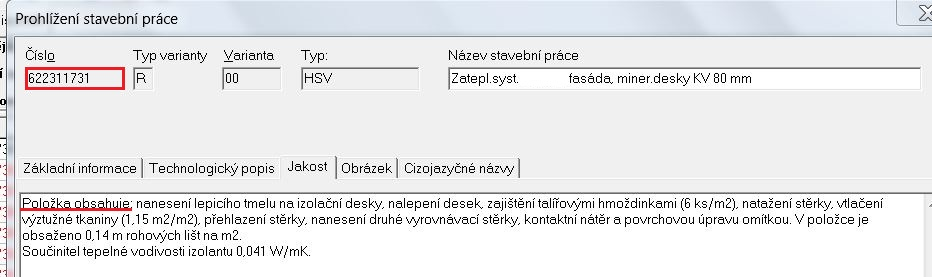 Prohlížení stavební práce
Číslo Typ varianty Varianta Typ: Název stavební práce
622311731 R 00 HSV Zatepl.syst. fasáda, miner.desky KV 80 mm
Základní informace Technologický popis Jakost Obrázek Cizojazyčné názvy
Položka obsahuje: nanesení lepicího tmelu na izolační desky, nalepení desek, zajištění talířovými hmoždinkami (6 ks/m2), natažení stěrky, vtlačení
výztužné tkaniny (1,15 m2/m2), přehlazení stěrky, nanesení druhé vyrovnávací stěrky, kontaktní nátěr a povrchovou úpravu omítkou. V položce je
obsaženo 0,14 m rohových lišt na m2.
Součinitel tepelné vodivosti izolantu 0,041 W/mK.